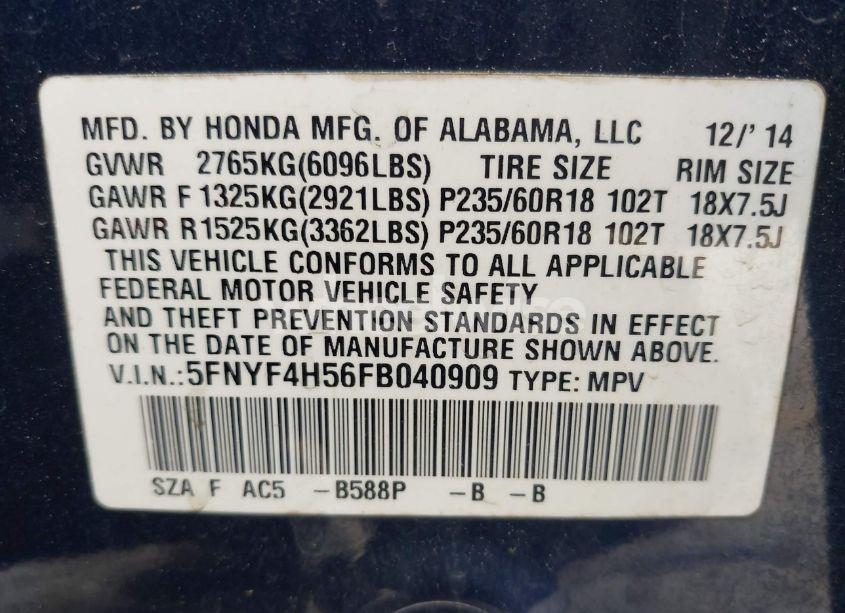 MFD. BY HONDA MFG. OF ALABAMA, LLC 12/' 14
GVWR 2765KG(6096LBS) TIRE SIZE RIM SIZE
GAWR F 1325KG(2921LBS) P235/60R18 102T 18X7.5J
GAWR R1525KG(3362LBS) P235/60R18 102T 18X7.5J
THIS VEHICLE CONFORMS TO ALL APPLICABLE
FEDERAL MOTOR VEHICLE SAFETY
AND THEFT PREVENTION STANDARDS IN EFFECT
ON THE DATE OF MANUFACTURE SHOWN ABOVE.
V.I.N.:5FNYF4H56FB040909 TYPE: MPV
SZA F AC5 -B588P -B -B